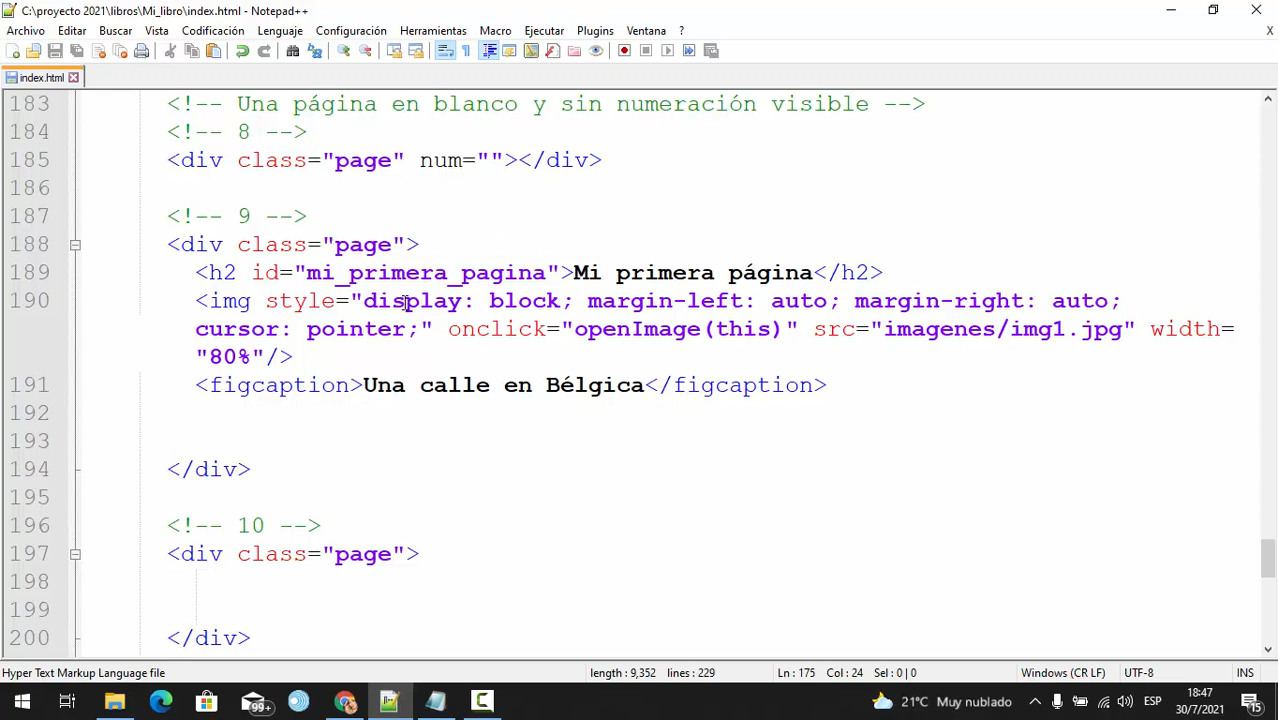 C:\proyecto 2021\libros\Mi_libro\index.html - Notepad++
Archivo Editar Buscar Vista Codificación Lenguaje Configuración Herramientas Macro Ejecutar Plugins Ventana ? X
index.html
183 <!-- Una página en blanco y sin numeración visible -->
184 <!-- 8 -->
185 <div class="page" num=""></div>
186
187 <!-- 9 -->
188 <div class="page">
189 <h2 id="mi_primera_pagina">Mi primera página</h2>
190 <img style="display: block; margin-left: auto; margin-right: auto;
cursor: pointer;" onclick="openImage(this)" src="imagenes/img1.jpg" width=
"80%"/>
191 <figcaption>Una calle en Bélgica</figcaption>
192
193
194 </div>
195
196 <!-- 10 -->
197 <div class="page">
198
199
200 </div>
Hyper Text Markup Language file length : 9,352 lines : 229 Ln : 175 Col : 24 Sel : 0 | 0 Windows (CR LF) UTF-8 INS
99+ 21°C Muy nublado ESP 18:47
30/7/2021 15